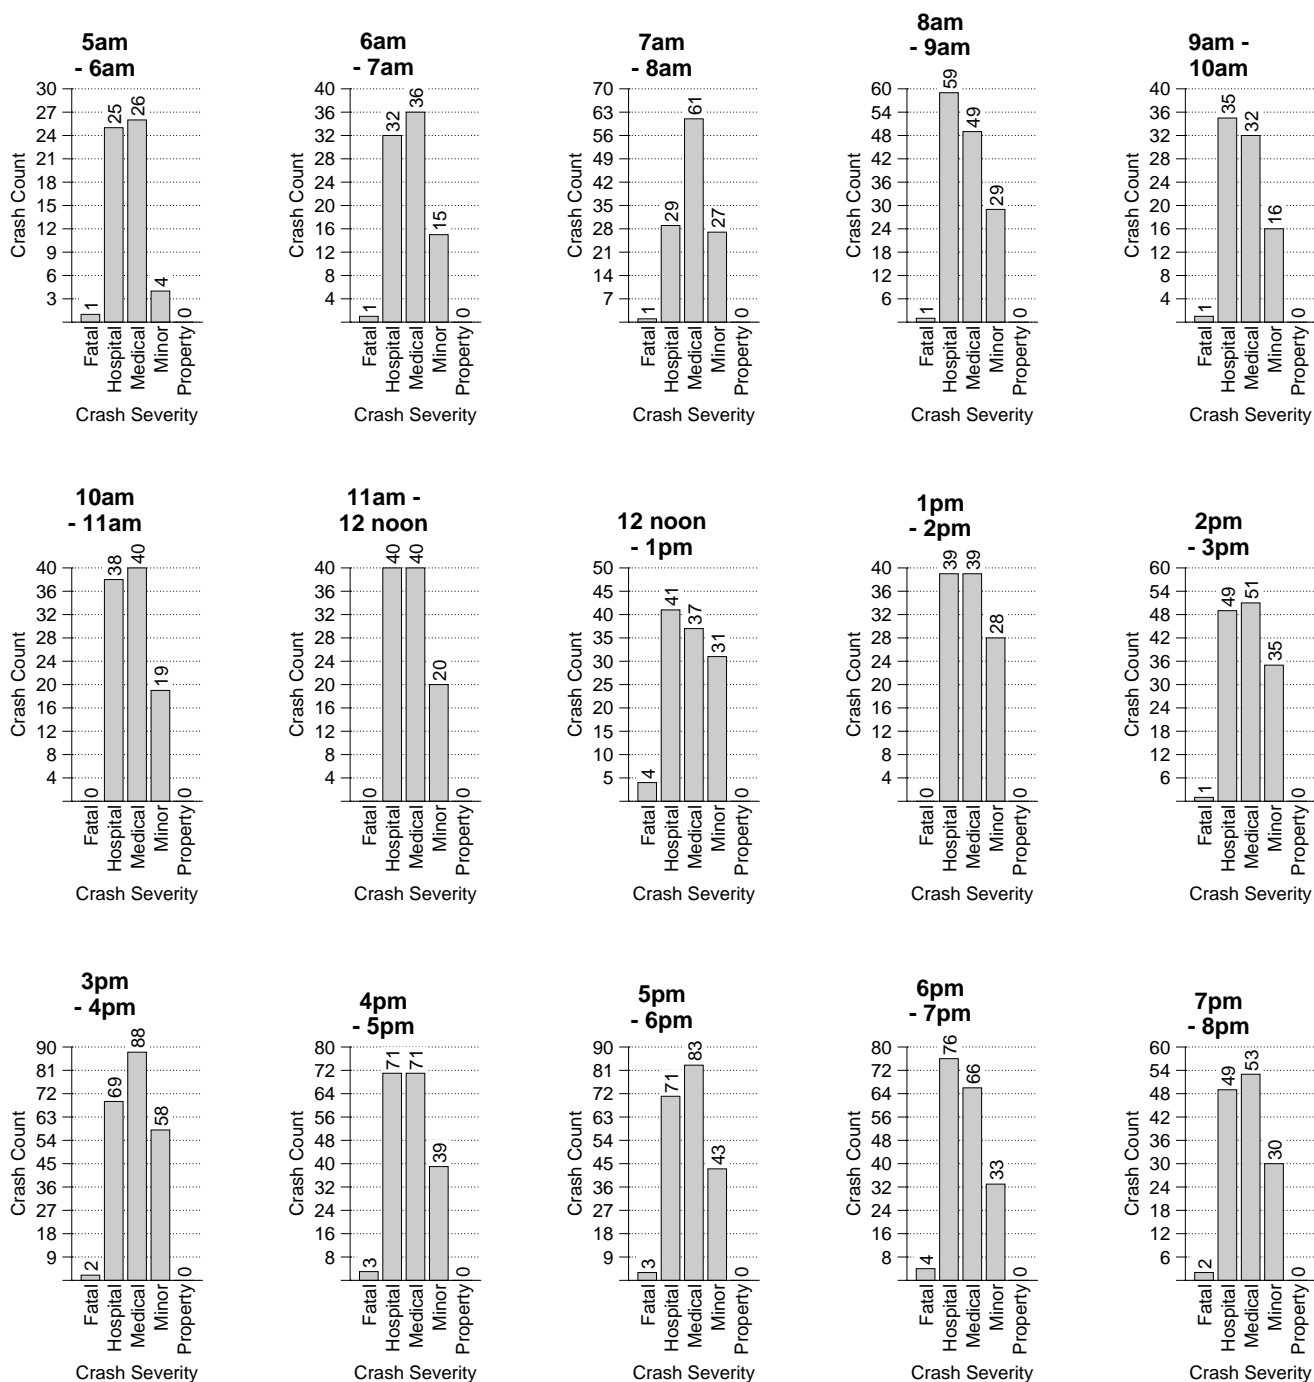 5am
- 6am
Crash Count
30
27
24
21
18
15
12
9
6
3
1
25
26
4
0
Fatal
Hospital
Medical
Minor
Property
Crash Severity
6am
- 7am
Crash Count
40
36
32
28
24
20
16
12
8
4
1
32
36
15
0
Fatal
Hospital
Medical
Minor
Property
Crash Severity
7am
- 8am
Crash Count
70
63
56
49
42
35
28
21
14
7
1
29
61
27
0
Fatal
Hospital
Medical
Minor
Property
Crash Severity
8am
- 9am
Crash Count
60
54
48
42
36
30
24
18
12
6
1
59
49
29
0
Fatal
Hospital
Medical
Minor
Property
Crash Severity
9am -
10am
Crash Count
40
36
32
28
24
20
16
12
8
4
1
35
32
16
0
Fatal
Hospital
Medical
Minor
Property
Crash Severity
10am
- 11am
Crash Count
40
36
32
28
24
20
16
12
8
4
0
38
40
19
0
Fatal
Hospital
Medical
Minor
Property
Crash Severity
11am -
12 noon
Crash Count
40
36
32
28
24
20
16
12
8
4
0
40
40
20
0
Fatal
Hospital
Medical
Minor
Property
Crash Severity
12 noon
- 1pm
Crash Count
50
45
40
35
30
25
20
15
10
5
4
41
37
31
0
Fatal
Hospital
Medical
Minor
Property
Crash Severity
1pm
- 2pm
Crash Count
40
36
32
28
24
20
16
12
8
4
0
39
39
28
0
Fatal
Hospital
Medical
Minor
Property
Crash Severity
2pm
- 3pm
Crash Count
60
54
48
42
36
30
24
18
12
6
1
49
51
35
0
Fatal
Hospital
Medical
Minor
Property
Crash Severity
3pm
- 4pm
Crash Count
90
81
72
63
54
45
36
27
18
9
2
69
88
58
0
Fatal
Hospital
Medical
Minor
Property
Crash Severity
4pm
- 5pm
Crash Count
80
72
64
56
48
40
32
24
16
8
3
71
71
39
0
Fatal
Hospital
Medical
Minor
Property
Crash Severity
5pm
- 6pm
Crash Count
90
81
72
63
54
45
36
27
18
9
3
71
83
43
0
Fatal
Hospital
Medical
Minor
Property
Crash Severity
6pm
- 7pm
Crash Count
80
72
64
56
48
40
32
24
16
8
4
76
66
33
0
Fatal
Hospital
Medical
Minor
Property
Crash Severity
7pm
- 8pm
Crash Count
60
54
48
42
36
30
24
18
12
6
2
49
53
30
0
Fatal
Hospital
Medical
Minor
Property
Crash Severity